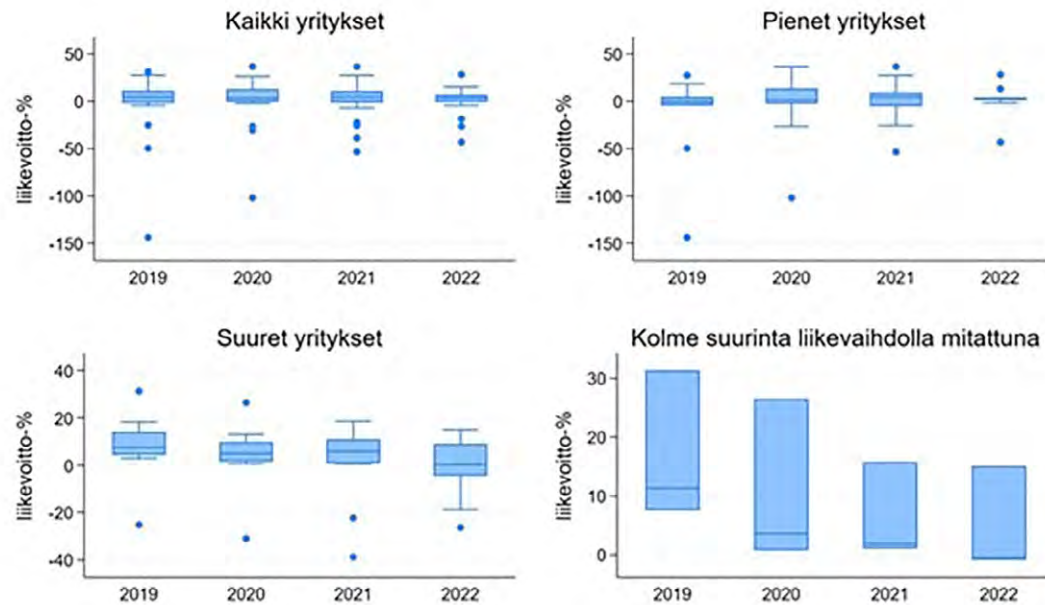 Kaikki yritykset
liikevoitto-%
50
0
-50
-100
-150
2019 2020 2021 2022
Pienet yritykset
liikevoitto-%
50
0
-50
-100
-150
2019 2020 2021 2022
Suuret yritykset
liikevoitto-%
40
20
0
-20
-40
2019 2020 2021 2022
Kolme suurinta liikevaihdolla mitattuna
liikevoitto-%
30
20
10
0
2019 2020 2021 2022